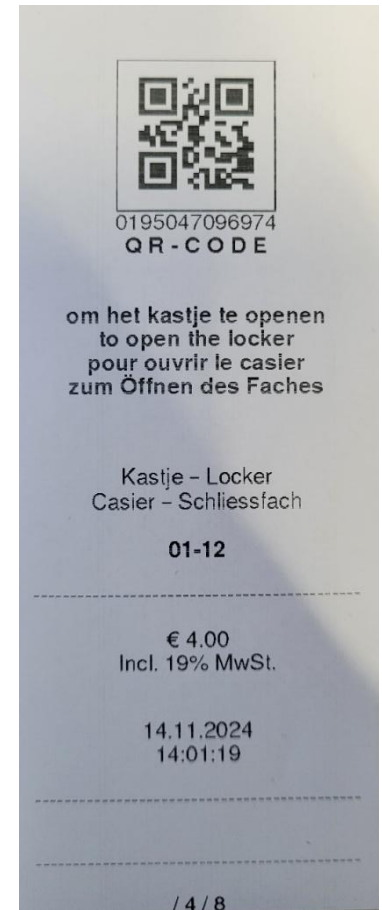 0195047096974
QR-CODE
om het kastje te openen
to open the locker
pour ouvrir le casier
zum Öffnen des Faches
Kastje – Locker
Casier – Schliessfach
01-12
€ 4.00
Incl. 19% MwSt.
14.11.2024
14:01:19
/ 4 / 8